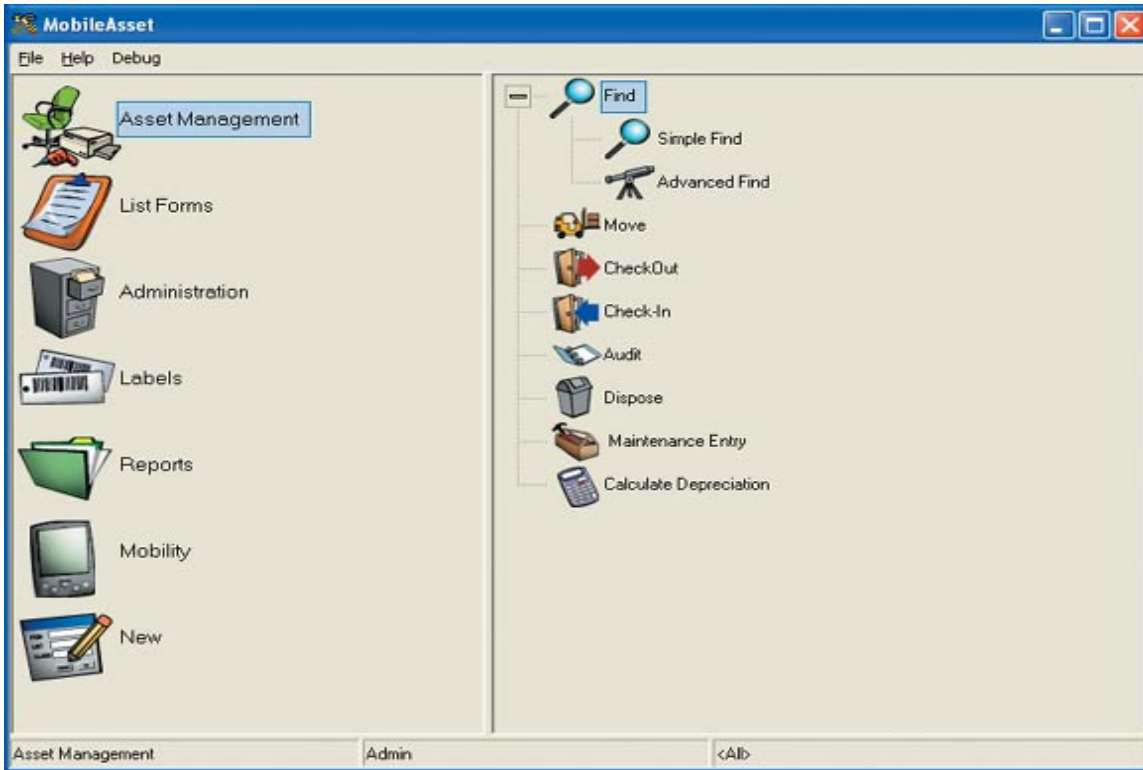 MobileAsset
File Help Debug
Asset Management
List Forms
Administration
Labels
Reports
Mobility
New
Find
Simple Find
Advanced Find
Move
CheckOut
Check-In
Audit
Dispose
Maintenance Entry
Calculate Depreciation
Asset Management Admin <All>